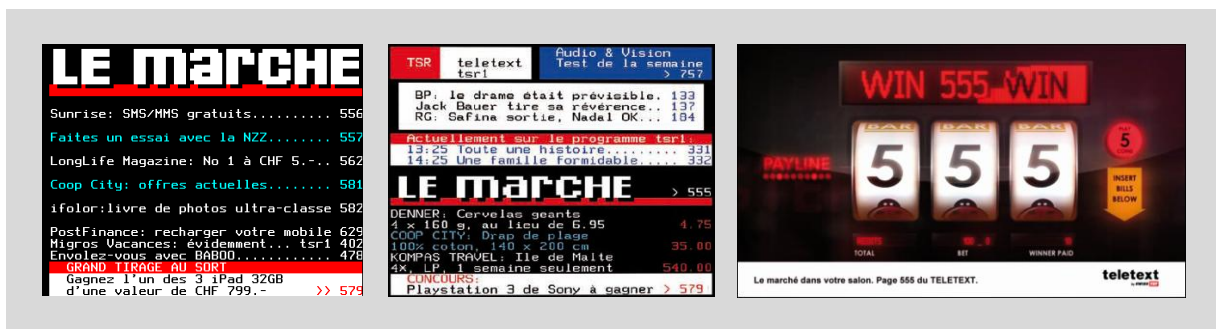 LE marcHE
Sunrise: SMS/MMS gratuits.......... 556
Faites un essai avec la NZZ........ 557
LongLife Magazine: No 1 à CHF 5.-.. 562
Coop City: offres actuelles........ 581
ifolor:livre de photos ultra-classe 582
PostFinance: recharger votre mobile 629
Migros Vacances: évidemment... tsr1 402
Envolez-vous avec BABOO............ 478
GRAND TIRAGE AU SORT
Gagnez l'un des 3 iPad 32GB
d'une valeur de CHF 799.- >> 579
TSR teletext
tsr1
Audio & Vision
Test de la semaine
> 757
BP: le drame était prévisible. 133
Jack Bauer tire sa révérence.. 137
RG: Safina sortie, Nadal OK... 184
Actuellement sur le programme tsr1:
13:25 Toute une histoire......... 331
14:25 Une famille formidable..... 332
LE marcHE > 555
DENNER: Cervelas geants
4 x 160 g, au lieu de 6.95 4.75
COOP CITY: Drap de plage
100% coton, 140 x 200 cm 35.00
KOMPAS TRAVEL: Ile de Malte
4*, LP, 1 semaine seulement 540.00
CONCOURS:
Playstation 3 de Sony à gagner > 579
WIN 555 WIN
BAR BAR BAR
5 5 5
PAYLINE
PLAY
5
COINS
INSERT
BILLS
BELOW
CREDITS
TOTAL
BET
WINNER PAID
Le marché dans votre salon. Page 555 du TELETEXT.
teletext